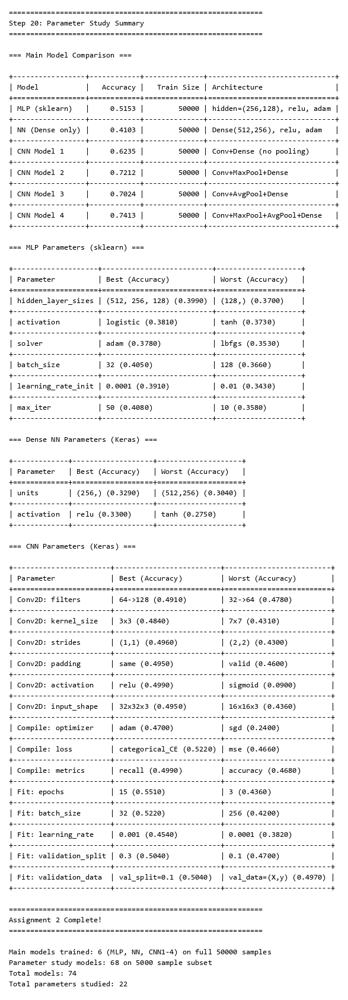 ============================================================
Step 20: Parameter Study Summary
============================================================
=== Main Model Comparison ===
+-----------------+------------+--------------+------------------------------+
| Model           |   Accuracy |   Train Size | Architecture                 |
+=================+============+==============+==============================+
| MLP (sklearn)   |     0.5153 |        50000 | hidden=(256,128), relu, adam |
+-----------------+------------+--------------+------------------------------+
| NN (Dense only) |     0.4103 |        50000 | Dense(512,256), relu, adam   |
+-----------------+------------+--------------+------------------------------+
| CNN Model 1     |     0.6235 |        50000 | Conv+Dense (no pooling)      |
+-----------------+------------+--------------+------------------------------+
| CNN Model 2     |     0.7212 |        50000 | Conv+MaxPool+Dense           |
+-----------------+------------+--------------+------------------------------+
| CNN Model 3     |     0.7024 |        50000 | Conv+AvgPool+Dense           |
+-----------------+------------+--------------+------------------------------+
| CNN Model 4     |     0.7413 |        50000 | Conv+MaxPool+AvgPool+Dense   |
+-----------------+------------+--------------+------------------------------+
=== MLP Parameters (sklearn) ===
+--------------------+--------------------------+--------------------+
| Parameter          | Best (Accuracy)          | Worst (Accuracy)   |
+====================+==========================+====================+
| hidden_layer_sizes | (512, 256, 128) (0.3990) | (128,) (0.3700)    |
+--------------------+--------------------------+--------------------+
| activation         | logistic (0.3810)        | tanh (0.3730)      |
+--------------------+--------------------------+--------------------+
| solver             | adam (0.3780)            | lbfgs (0.3530)     |
+--------------------+--------------------------+--------------------+
| batch_size         | 32 (0.4050)              | 128 (0.3660)       |
+--------------------+--------------------------+--------------------+
| learning_rate_init | 0.0001 (0.3910)          | 0.01 (0.3430)      |
+--------------------+--------------------------+--------------------+
| max_iter           | 50 (0.4080)              | 10 (0.3580)        |
+--------------------+--------------------------+--------------------+
=== Dense NN Parameters (Keras) ===
+-------------+-------------------+--------------------+
| Parameter   | Best (Accuracy)   | Worst (Accuracy)   |
+=============+===================+====================+
| units       | (256,) (0.3290)   | (512,256) (0.3040) |
+-------------+-------------------+--------------------+
| activation  | relu (0.3300)     | tanh (0.2750)      |
+-------------+-------------------+--------------------+
=== CNN Parameters (Keras) ===
+-----------------------+-------------------------+-------------------------+
| Parameter             | Best (Accuracy)         | Worst (Accuracy)        |
+=======================+=========================+=========================+
| Conv2D: filters       | 64->128 (0.4910)        | 32->64 (0.4780)         |
+-----------------------+-------------------------+-------------------------+
| Conv2D: kernel_size   | 3x3 (0.4840)            | 7x7 (0.4310)            |
+-----------------------+-------------------------+-------------------------+
| Conv2D: strides       | (1,1) (0.4960)          | (2,2) (0.4300)          |
+-----------------------+-------------------------+-------------------------+
| Conv2D: padding       | same (0.4950)           | valid (0.4600)          |
+-----------------------+-------------------------+-------------------------+
| Conv2D: activation    | relu (0.4990)           | sigmoid (0.0900)        |
+-----------------------+-------------------------+-------------------------+
| Conv2D: input_shape   | 32x32x3 (0.4950)        | 16x16x3 (0.4360)        |
+-----------------------+-------------------------+-------------------------+
| Compile: optimizer    | adam (0.4700)           | sgd (0.2400)            |
+-----------------------+-------------------------+-------------------------+
| Compile: loss         | categorical_CE (0.5220) | mse (0.4660)            |
+-----------------------+-------------------------+-------------------------+
| Compile: metrics      | recall (0.4990)         | accuracy (0.4680)       |
+-----------------------+-------------------------+-------------------------+
| Fit: epochs           | 15 (0.5510)             | 3 (0.4360)              |
+-----------------------+-------------------------+-------------------------+
| Fit: batch_size       | 32 (0.5220)             | 256 (0.4200)            |
+-----------------------+-------------------------+-------------------------+
| Fit: learning_rate    | 0.001 (0.4540)          | 0.0001 (0.3820)         |
+-----------------------+-------------------------+-------------------------+
| Fit: validation_split | 0.3 (0.5040)            | 0.1 (0.4700)            |
+-----------------------+-------------------------+-------------------------+
| Fit: validation_data  | val_split=0.1 (0.5040)  | val_data=(X,y) (0.4970) |
+-----------------------+-------------------------+-------------------------+
============================================================
Assignment 2 Complete!
============================================================
Main models trained: 6 (MLP, NN, CNN1-4) on full 50000 samples
Parameter study models: 68 on 5000 sample subset
Total models: 74
Total parameters studied: 22